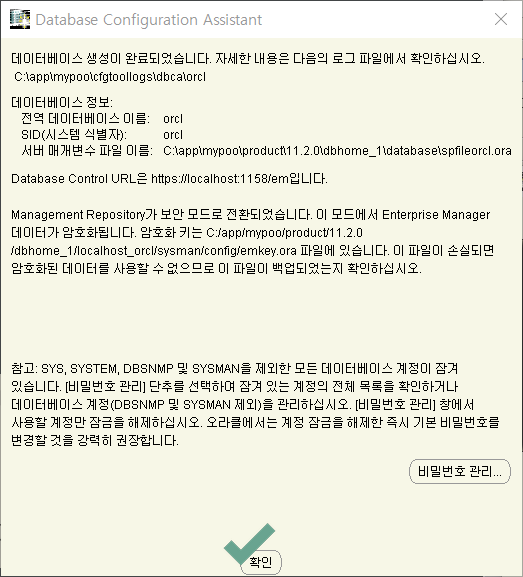 Database Configuration Assistant
데이터베이스 생성이 완료되었습니다. 자세한 내용은 다음의 로그 파일에서 확인하십시오.
C:\app\mypoo\cfgtoollogs\dbca\orcl
데이터베이스 정보:
전역 데이터베이스 이름: orcl
SID(시스템 식별자): orcl
서버 매개변수 파일 이름: C:\app\mypoo\product\11.2.0\dbhome_1\database\spfileorcl.ora
Database Control URL은 https://localhost:1158/em입니다.
Management Repository가 보안 모드로 전환되었습니다. 이 모드에서 Enterprise Manager
데이터가 암호화됩니다. 암호화 키는 C:/app/mypoo/product/11.2.0
/dbhome_1/localhost_orcl/sysman/config/emkey.ora 파일에 있습니다. 이 파일이 손실되면
암호화된 데이터를 사용할 수 없으므로 이 파일이 백업되었는지 확인하십시오.
참고: SYS, SYSTEM, DBSNMP 및 SYSMAN을 제외한 모든 데이터베이스 계정이 잠겨
있습니다. [비밀번호 관리] 단추를 선택하여 잠겨 있는 계정의 전체 목록을 확인하거나
데이터베이스 계정(DBSNMP 및 SYSMAN 제외)을 관리하십시오. [비밀번호 관리] 창에서
사용할 계정만 잠금을 해제하십시오. 오라클에서는 계정 잠금을 해제한 즉시 기본 비밀번호를
변경할 것을 강력히 권장합니다.
비밀번호 관리...
확인